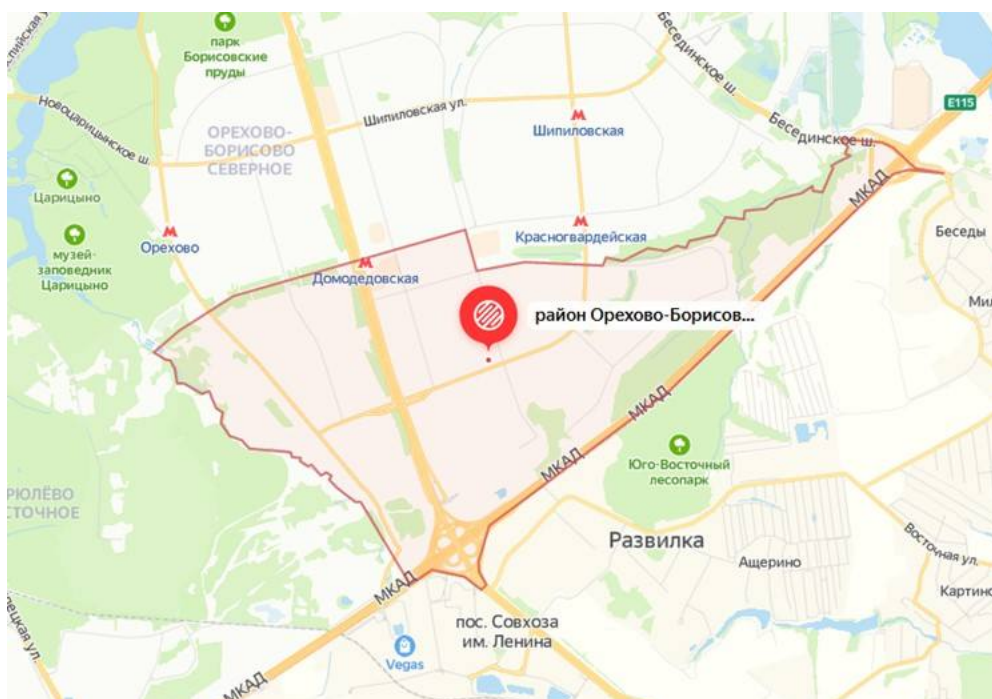 парк
Борисовские
пруды
Бесединское ш.
E115
Шипиловская ул.
Новоцарицынское ш.
Шипиловская
Бесединское ш.
ОРЕХОВО-
БОРИСОВО
СЕВЕРНОЕ
Царицыно
МКАД
Орехово
Красногвардейская
Беседы
музей-
заповедник
Царицыно
Домодедовская
район Орехово-Борисов...
МКАД
МКАД
Юго-Восточный
лесопарк
СТОЧНОЕ
Развилка
Ащерино
Восточная ул.
МКАД
Картино
пос. Совхоза
им. Ленина
Vegas
МКАД